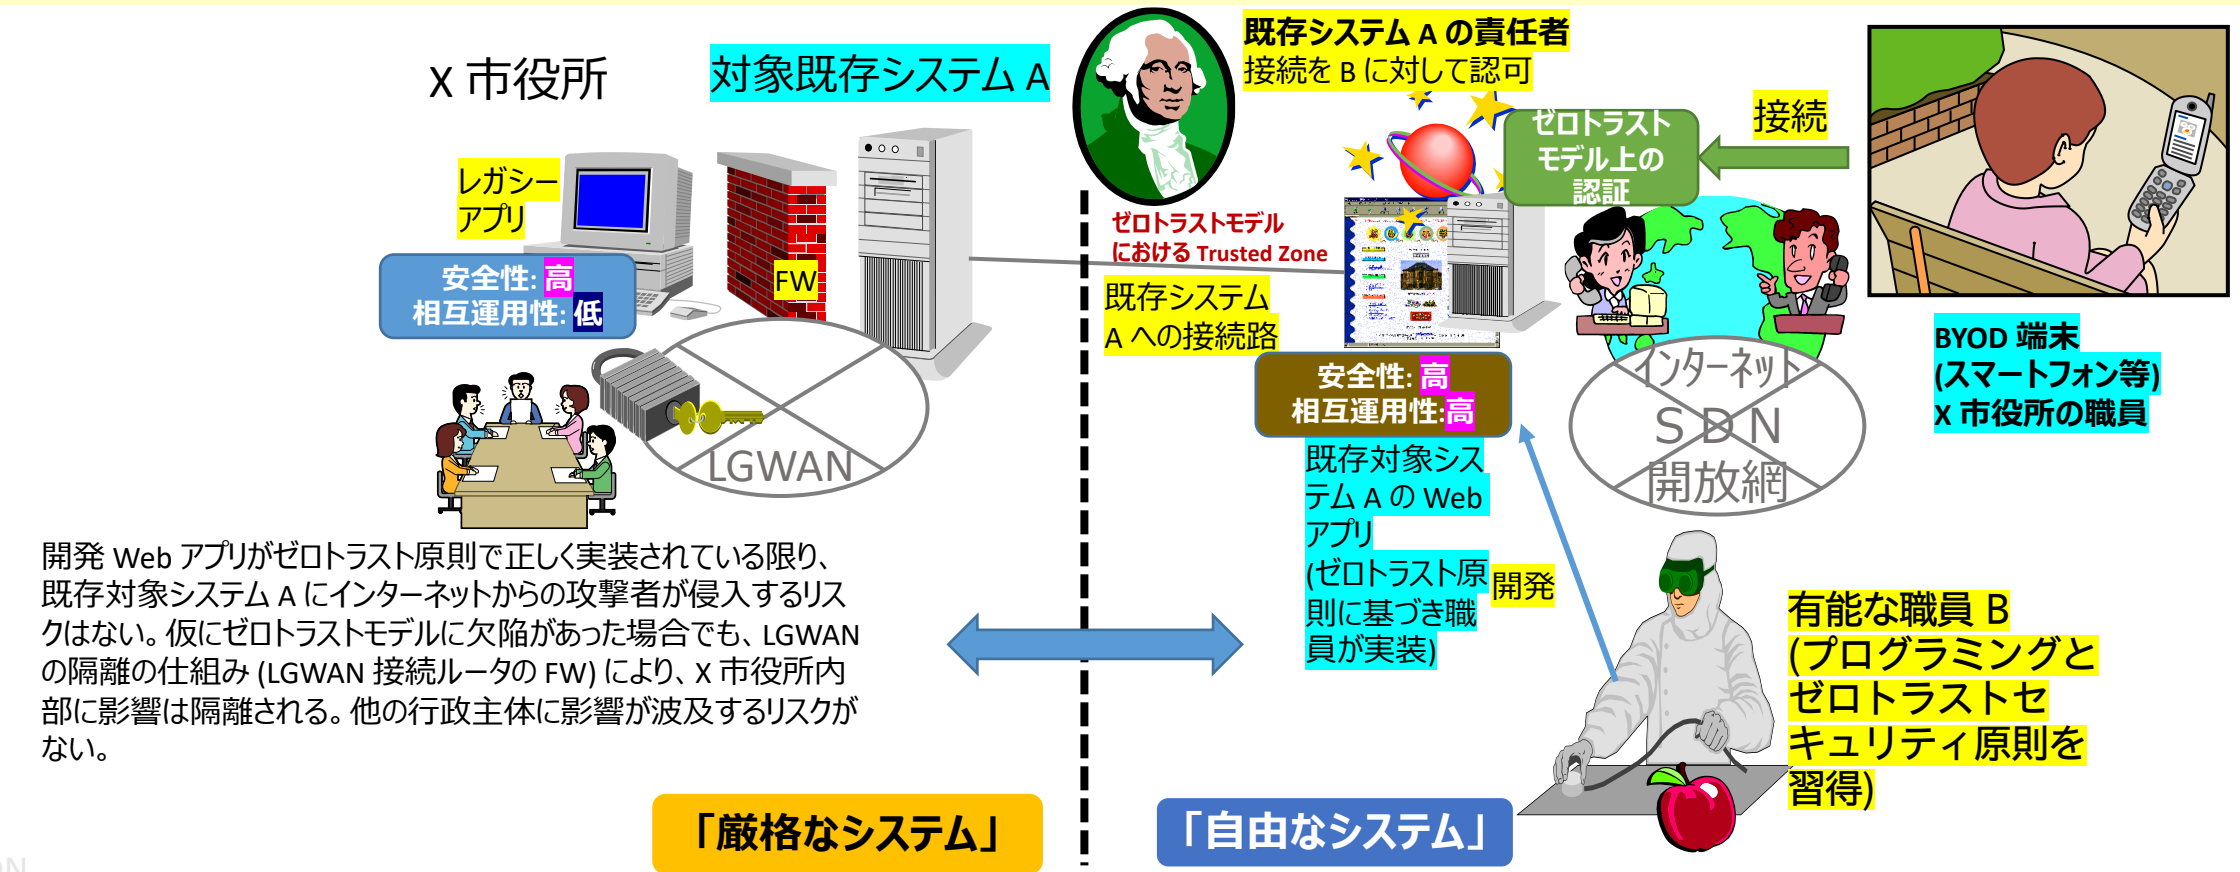 X 市役所
対象既存システム A
既存システム A の責任者
接続を B に対して認可
レガシー
アプリ
安全性: 高
相互運用性: 低
FW
LGWAN
ゼロトラストモデル
における Trusted Zone
既存システム
A への接続路
ゼロトラスト
モデル上の
認証
接続
安全性: 高
相互運用性:高
インターネット
SDN
開放網
BYOD 端末
(スマートフォン等)
X 市役所の職員
既存対象シス
テム A の Web
アプリ
(ゼロトラスト原
則に基づき職
員が実装)
開発
有能な職員 B
(プログラミングと
ゼロトラストセ
キュリティ原則を
習得)
開発 Web アプリがゼロトラスト原則で正しく実装されている限り、
既存対象システム A にインターネットからの攻撃者が侵入するリス
クはない。仮にゼロトラストモデルに欠陥があった場合でも、LGWAN
の隔離の仕組み (LGWAN 接続ルータの FW) により、X 市役所内
部に影響は隔離される。他の行政主体に影響が波及するリスクが
ない。
「厳格なシステム」
「自由なシステム」